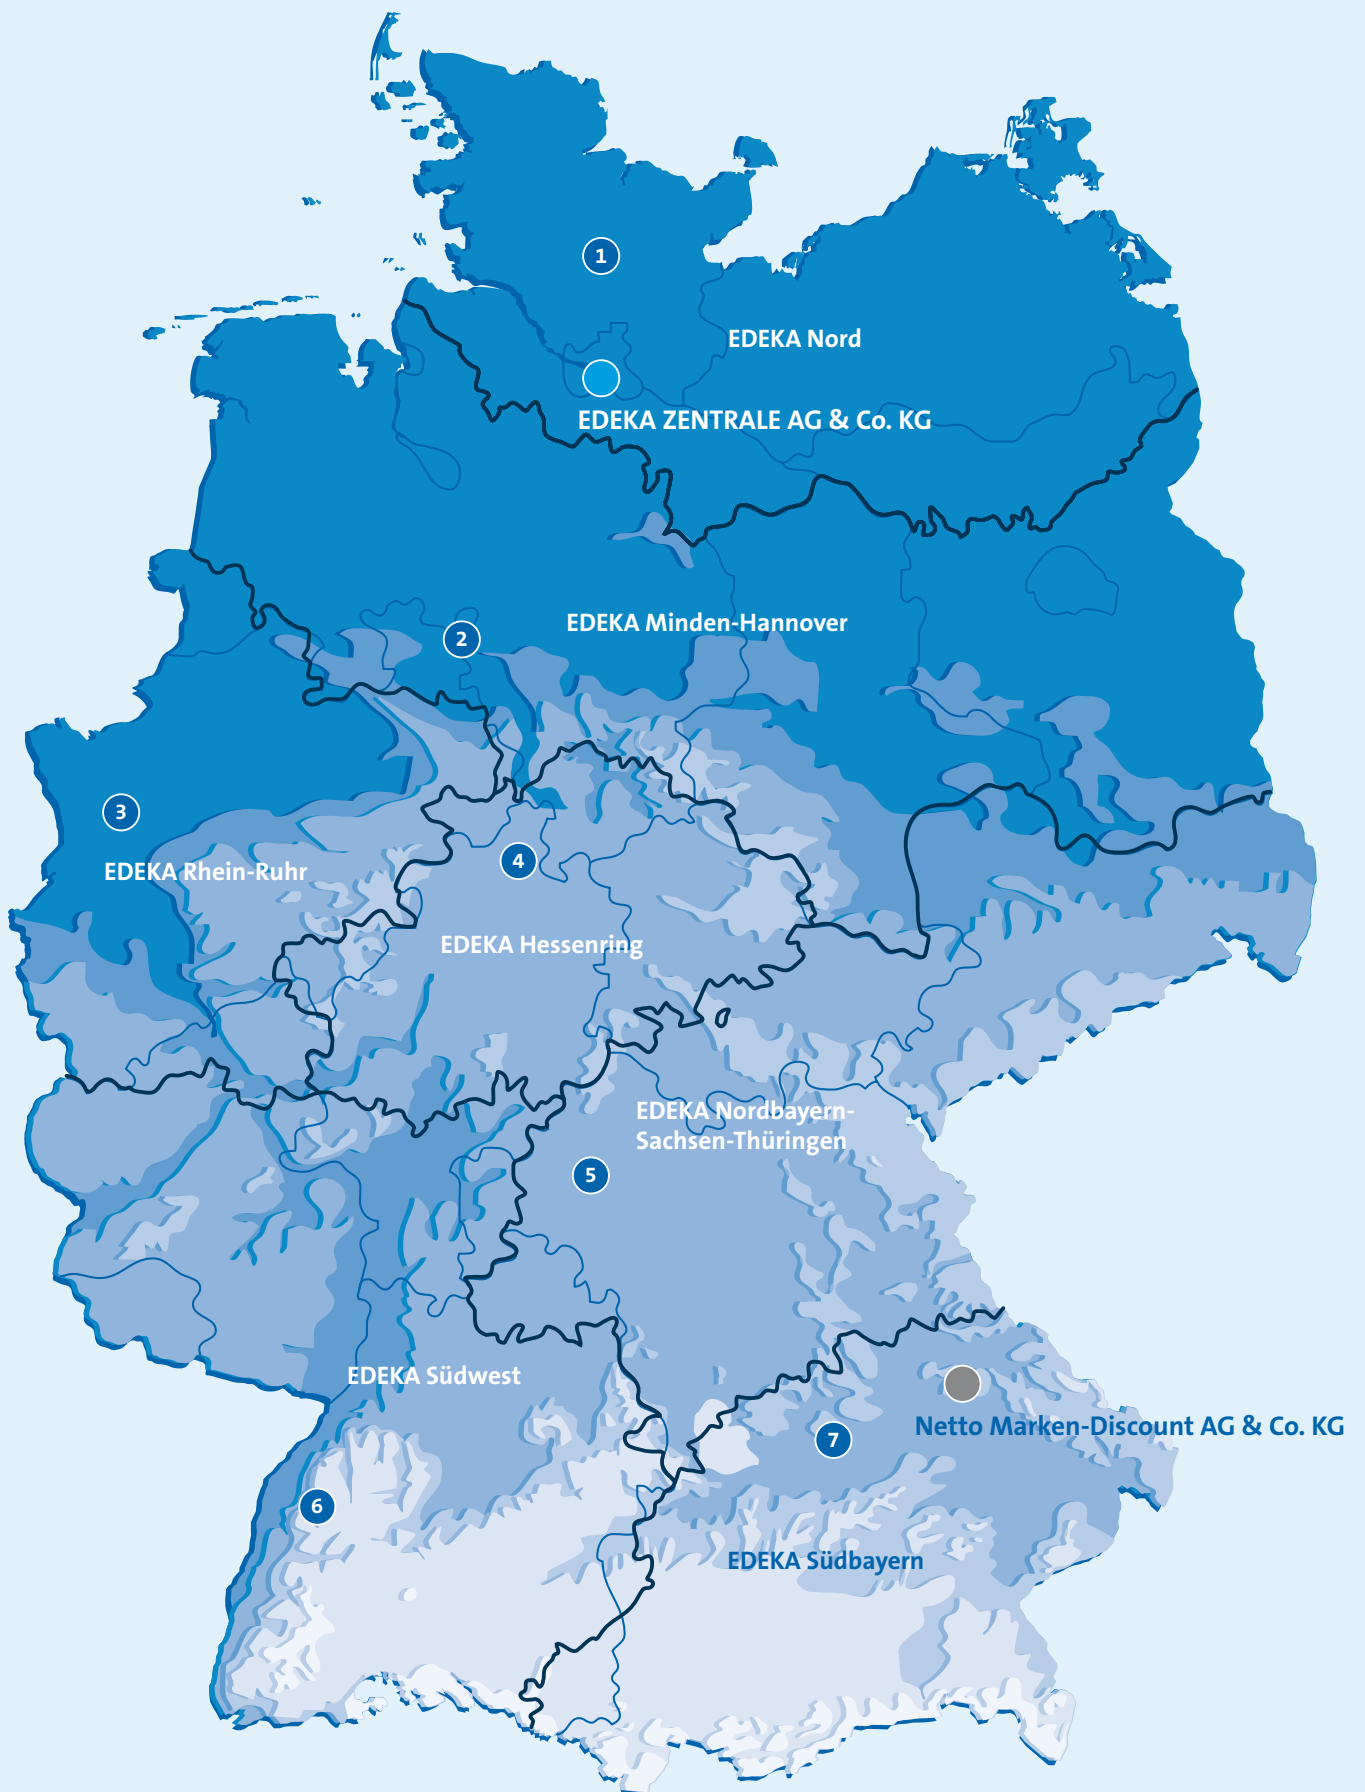 1
EDEKA Nord
EDEKA ZENTRALE AG & Co. KG
EDEKA Minden-Hannover
2
3
EDEKA Rhein-Ruhr
4
EDEKA Hessenring
EDEKA Nordbayern-
Sachsen-Thüringen
5
EDEKA Südwest
Netto Marken-Discount AG & Co. KG
7
6
EDEKA Südbayern